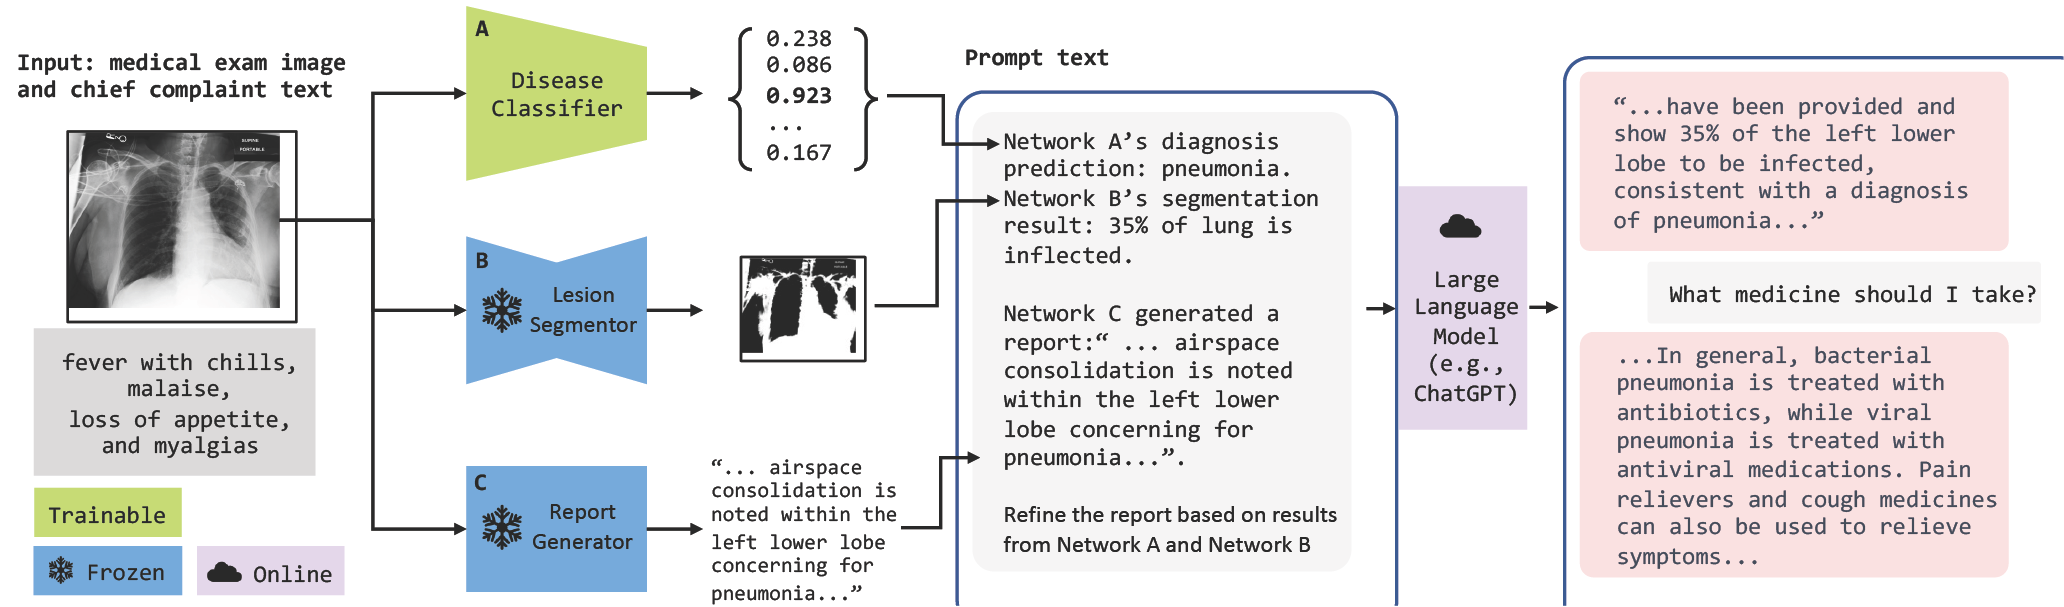 Input: medical exam image
and chief complaint text
SUPINE
PORTABLE
fever with chills,
malaise,
loss of appetite,
and myalgias
Trainable
Frozen
Online
A
Disease
Classifier
B
Lesion
Segmentor
C
Report
Generator
0.238
0.086
0.923
...
0.167
“... airspace
consolidation is
noted within the
left lower lobe
concerning for
pneumonia...”
Prompt text
Network A’s diagnosis
prediction: pneumonia.
Network B’s segmentation
result: 35% of lung is
inflected.
Network C generated a
report:“ ... airspace
consolidation is noted
within the left lower
lobe concerning for
pneumonia...”.
Refine the report based on results
from Network A and Network B
Large
Language
Model
(e.g.,
ChatGPT)
“...have been provided and
show 35% of the left lower
lobe to be infected,
consistent with a diagnosis
of pneumonia...”
What medicine should I take?
...In general, bacterial
pneumonia is treated with
antibiotics, while viral
pneumonia is treated with
antiviral medications. Pain
relievers and cough medicines
can also be used to relieve
symptoms...